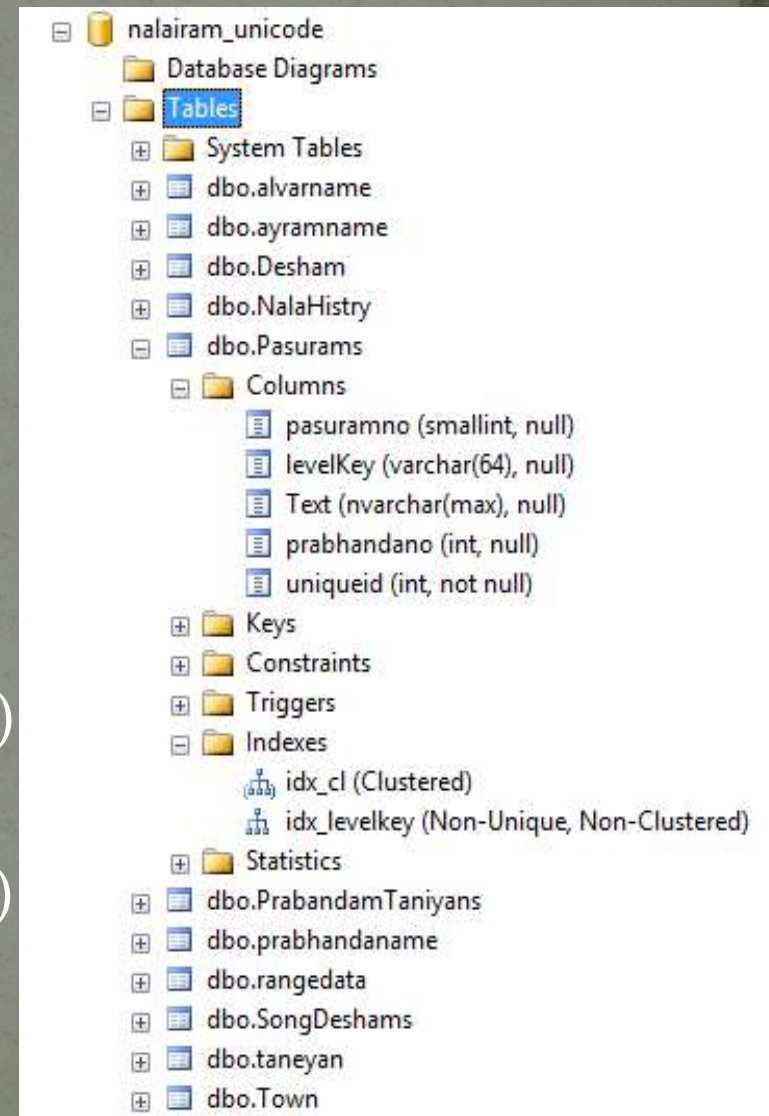 nalairam_unicode
Database Diagrams
Tables
System Tables
dbo.alvarname
dbo.ayramname
dbo.Desham
dbo.NalaHistry
dbo.Pasurams
Columns
pasuramno (smallint, null)
levelKey (varchar(64), null)
Text (nvarchar(max), null)
prabhandano (int, null)
uniqueid (int, not null)
Keys
Constraints
Triggers
)
Indexes
idx_cl (Clustered)
idx_levelkey (Non-Unique, Non-Clustered)
Statistics
)
dbo.PrabandamTaniyans
dbo.prabhandaname
dbo.rangedata
dbo.SongDeshams
dbo.taneyan
dbo.Town